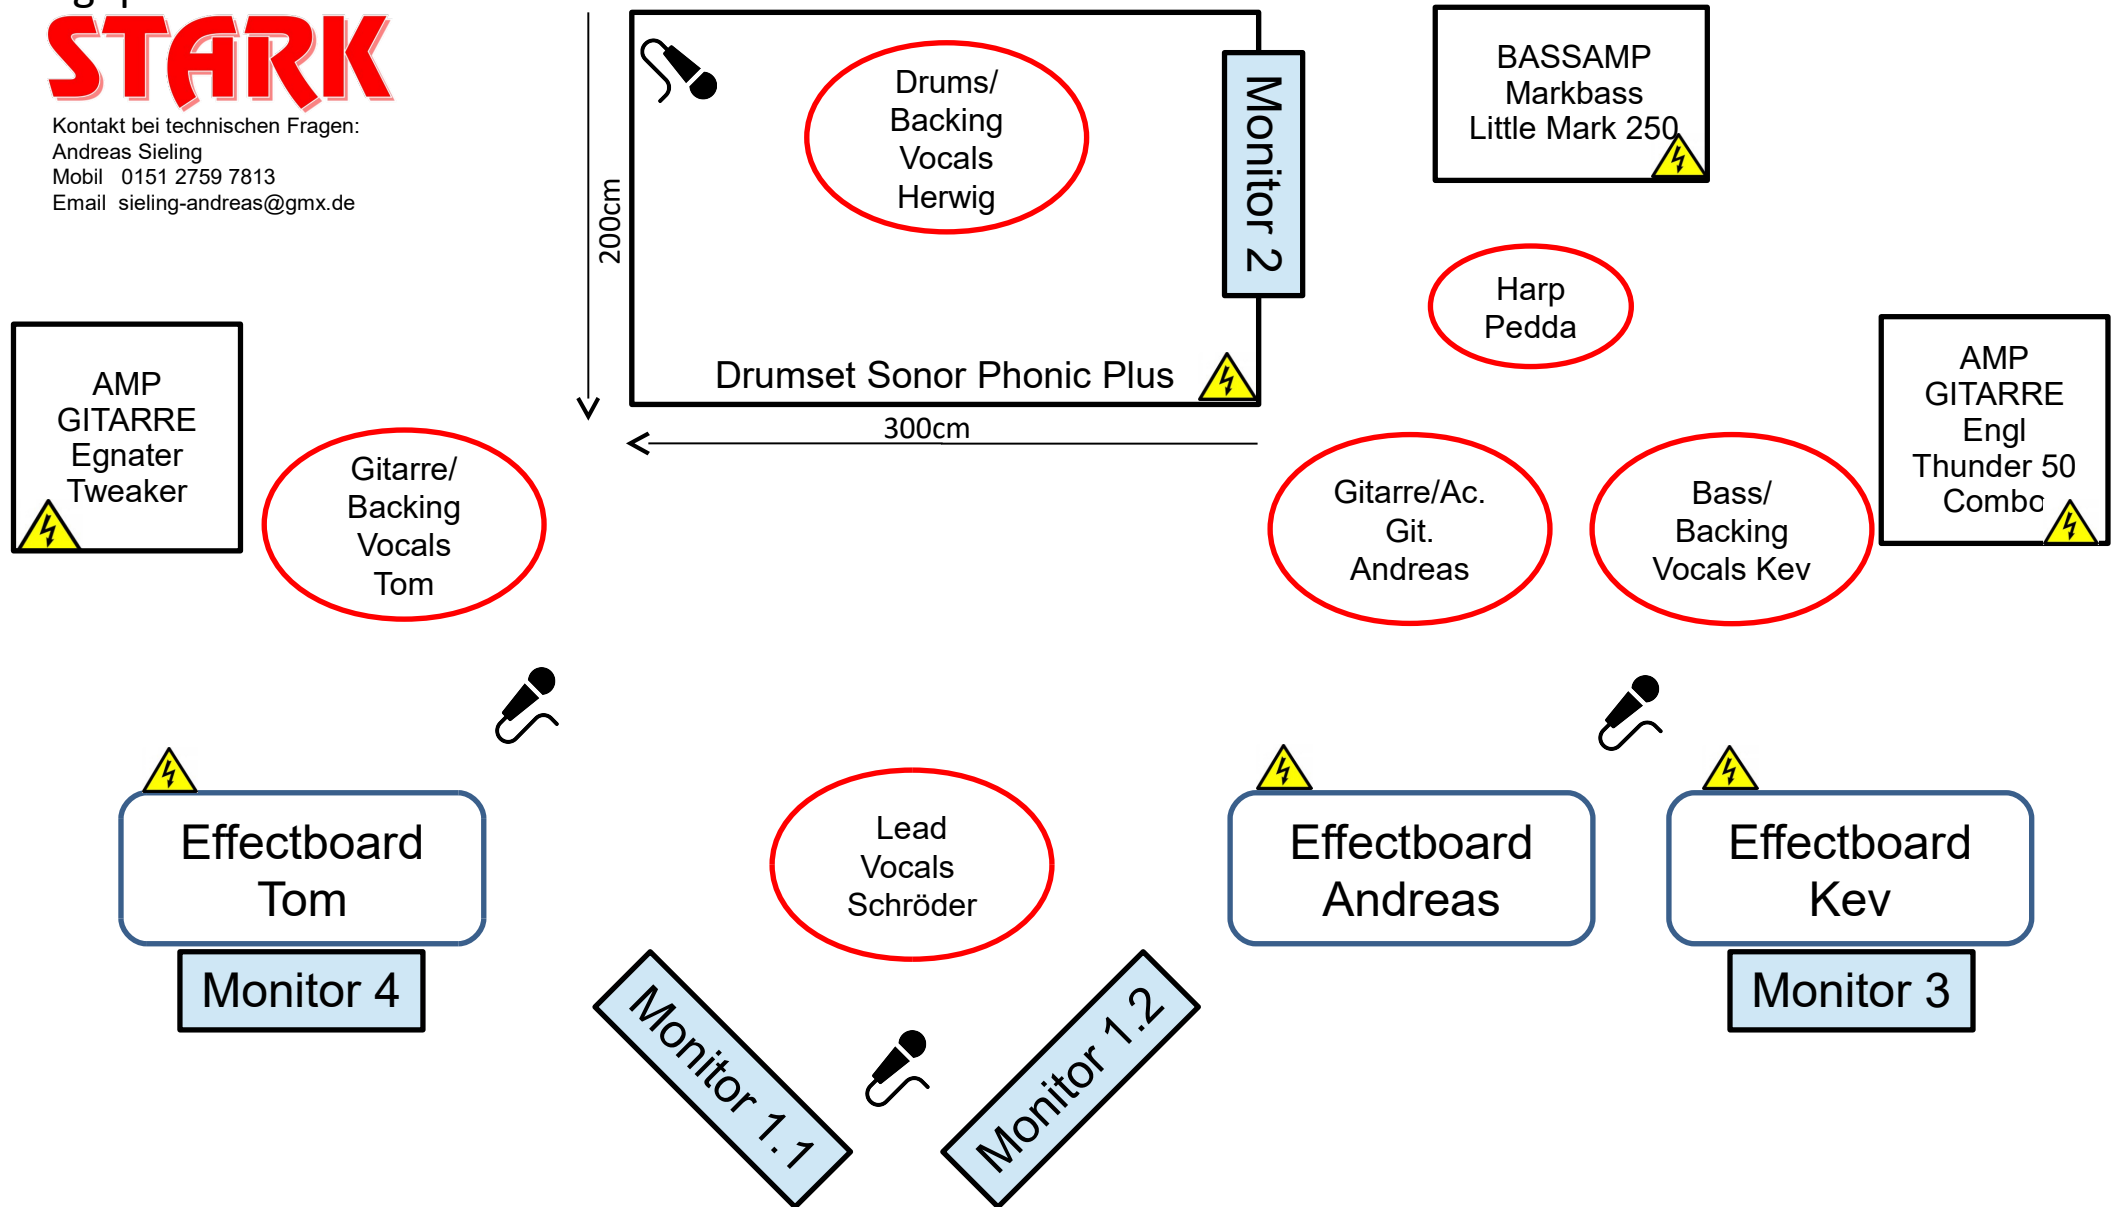 STARK
Kontakt bei technischen Fragen:
Andreas Sieling
Mobil 0151 2759 7813
Email sieling-andreas@gmx.de
200cm
Drums/
Backing
Vocals
Herwig
Monitor 2
Drumset Sonor Phonic Plus
300cm
BASSAMP
Markbass
Little Mark 250
Harp
Pedda
AMP
GITARRE
Egnater
Tweaker
Gitarre/
Backing
Vocals
Tom
Gitarre/Ac.
Git.
Andreas
Bass/
Backing
Vocals Kev
AMP
GITARRE
Engl
Thunder 50
Combo
Effectboard
Tom
Monitor 4
Lead
Vocals
Schröder
Monitor 1.1
Monitor 1.2
Effectboard
Andreas
Effectboard
Kev
Monitor 3